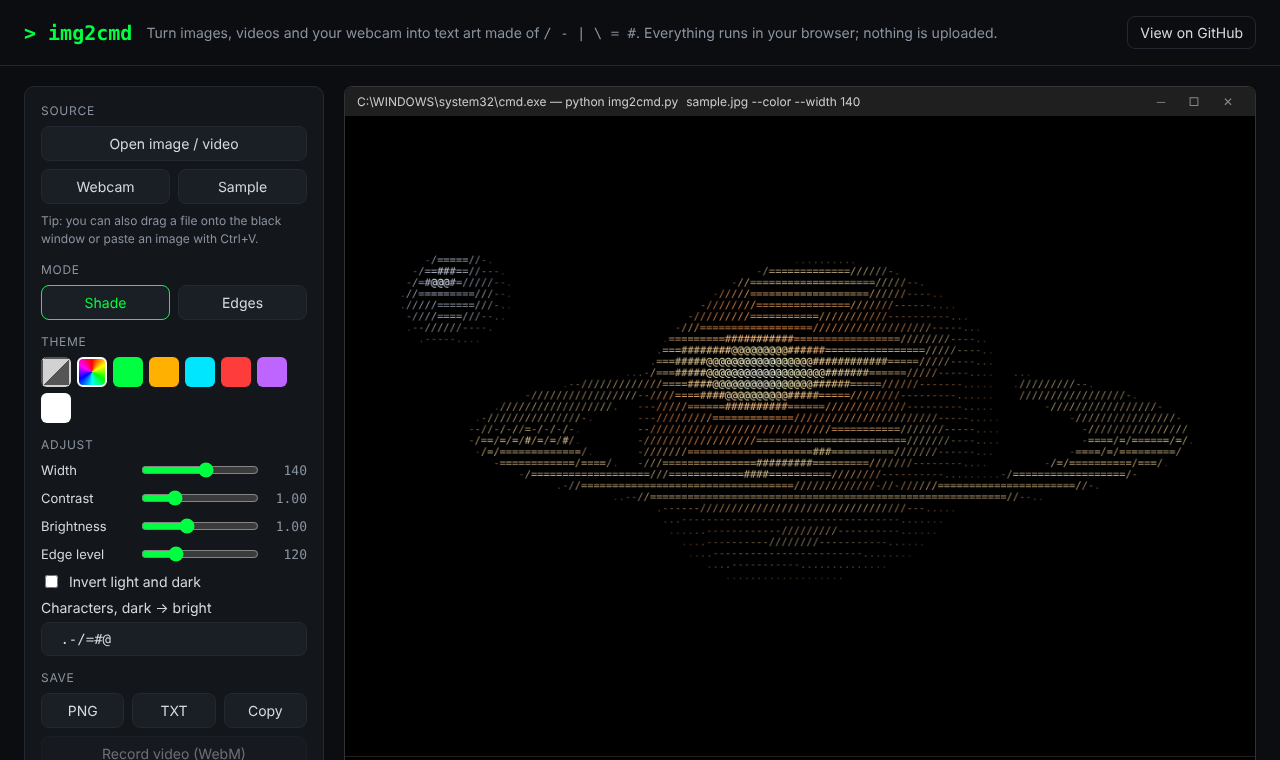 > img2cmd Turn images, videos and your webcam into text art made of / - | \ = #. Everything runs in your browser; nothing is uploaded. View on GitHub
SOURCE
Open image / video
Webcam Sample
Tip: you can also drag a file onto the black
window or paste an image with Ctrl+V.
MODE
Shade Edges
THEME
ADJUST
Width 140
Contrast 1.00
Brightness 1.00
Edge level 120
Invert light and dark
Characters, dark → bright
.-/=#@
SAVE
PNG TXT Copy
Record video (WebM)
C:\WINDOWS\system32\cmd.exe — python img2cmd.py sample.jpg --color --width 140